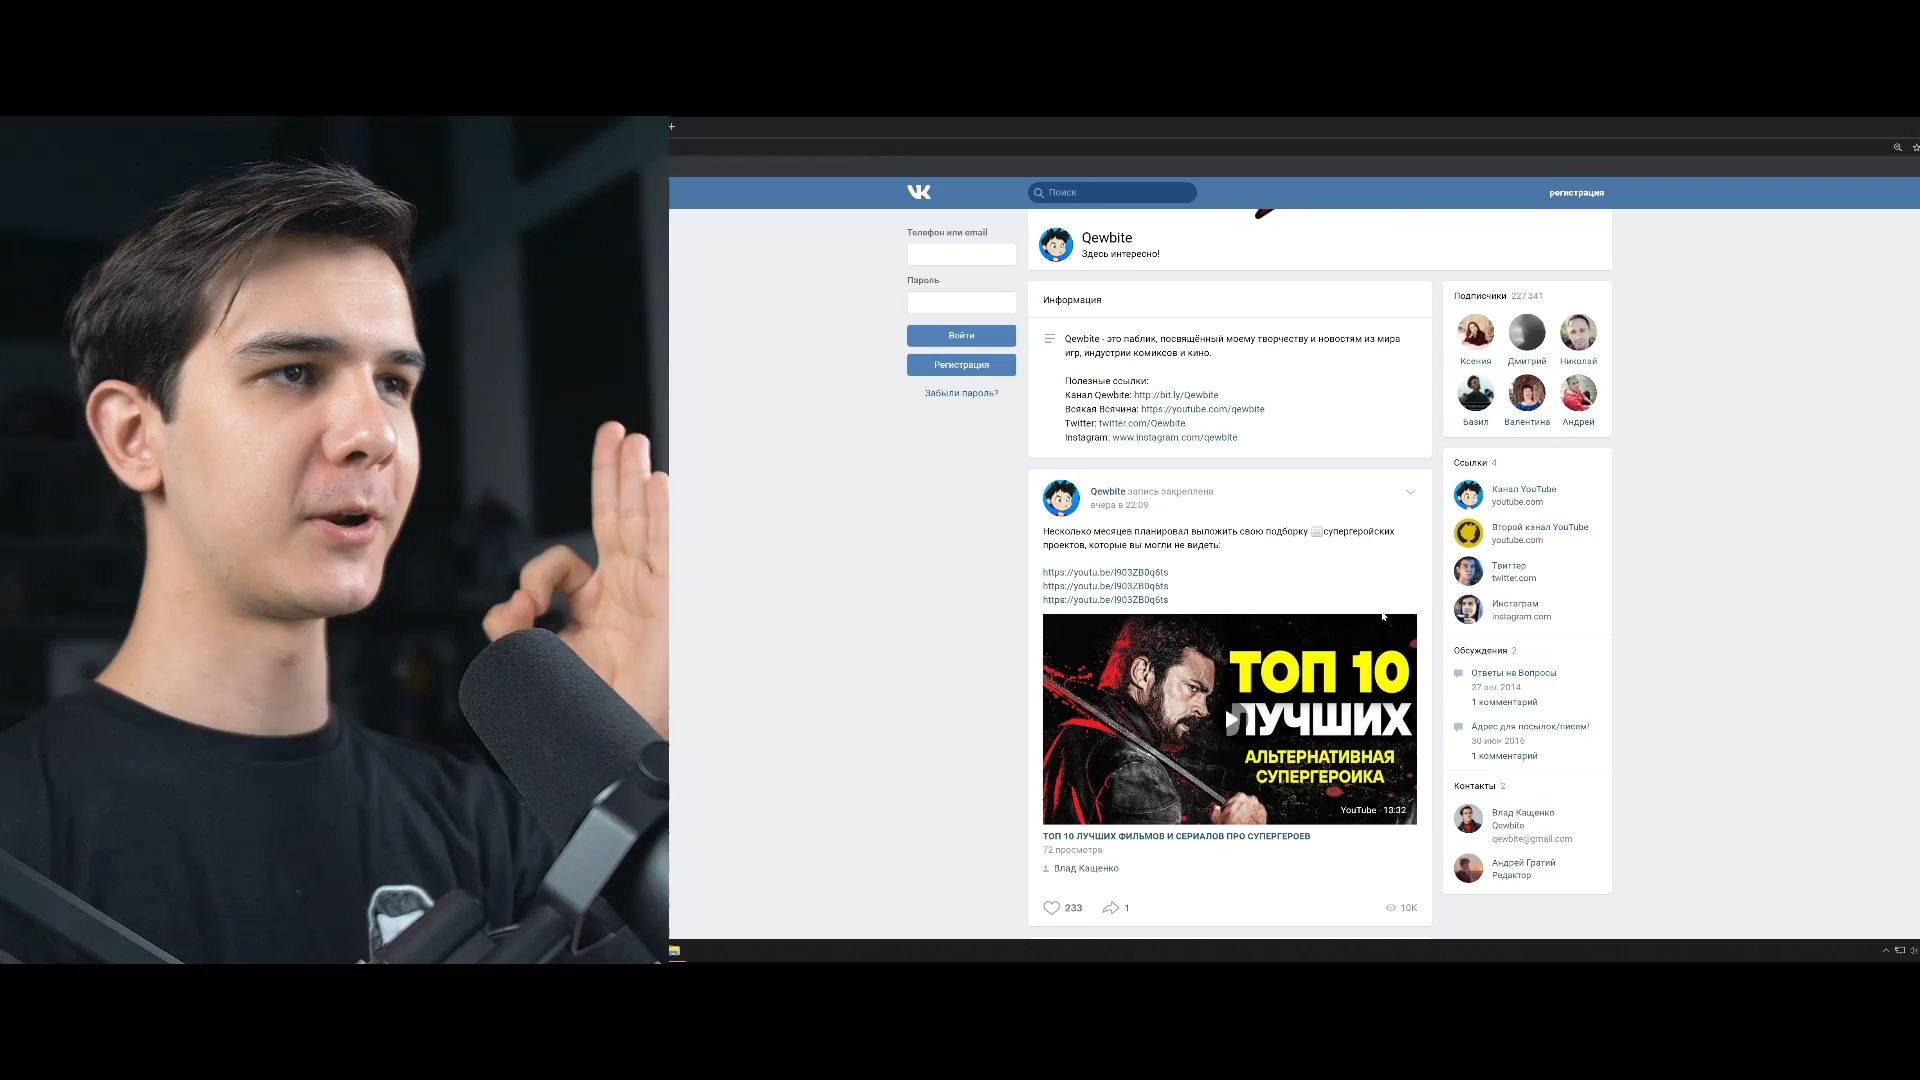 Поиск
регистрация
Телефон или email
Пароль
Войти
Регистрация
Забыли пароль?
Qewbite
Здесь интересно!
Информация
Qewbite - это паблик, посвящённый моему творчеству и новостям из мира
игр, индустрии комиксов и кино.
Полезные ссылки:
Канал Qewbite: http://bit.ly/Qewbite
Всякая Всячина: https://youtube.com/qewbite
Twitter: twitter.com/Qewbite
Instagram: www.instagram.com/qewbite
Qewbite запись закреплена
вчера в 22:09
Несколько месяцев планировал выложить свою подборку супергеройских
проектов, которые вы могли не видеть:
https://youtu.be/l903ZB0q6ts
https://youtu.be/l903ZB0q6ts
https://youtu.be/l903ZB0q6ts
ТОП 10
ЛУЧШИХ
АЛЬТЕРНАТИВНАЯ
СУПЕРГЕРОИКА
YouTube · 13:32
ТОП 10 ЛУЧШИХ ФИЛЬМОВ И СЕРИАЛОВ ПРО СУПЕРГЕРОЕВ
72 просмотра
Влад Кащенко
233 1 10K
Подписчики 227 341
Ксения Дмитрий Николай
Базил Валентина Андрей
Ссылки 4
Канал YouTube
youtube.com
Второй канал YouTube
youtube.com
Твиттер
twitter.com
Инстаграм
instagram.com
Обсуждения 2
Ответы на Вопросы
27 авг 2014
1 комментарий
Адрес для посылок/писем!
30 июн 2016
1 комментарий
Контакты 2
Влад Кащенко
Qewbite
qewbite@gmail.com
Андрей Гратий
Редактор